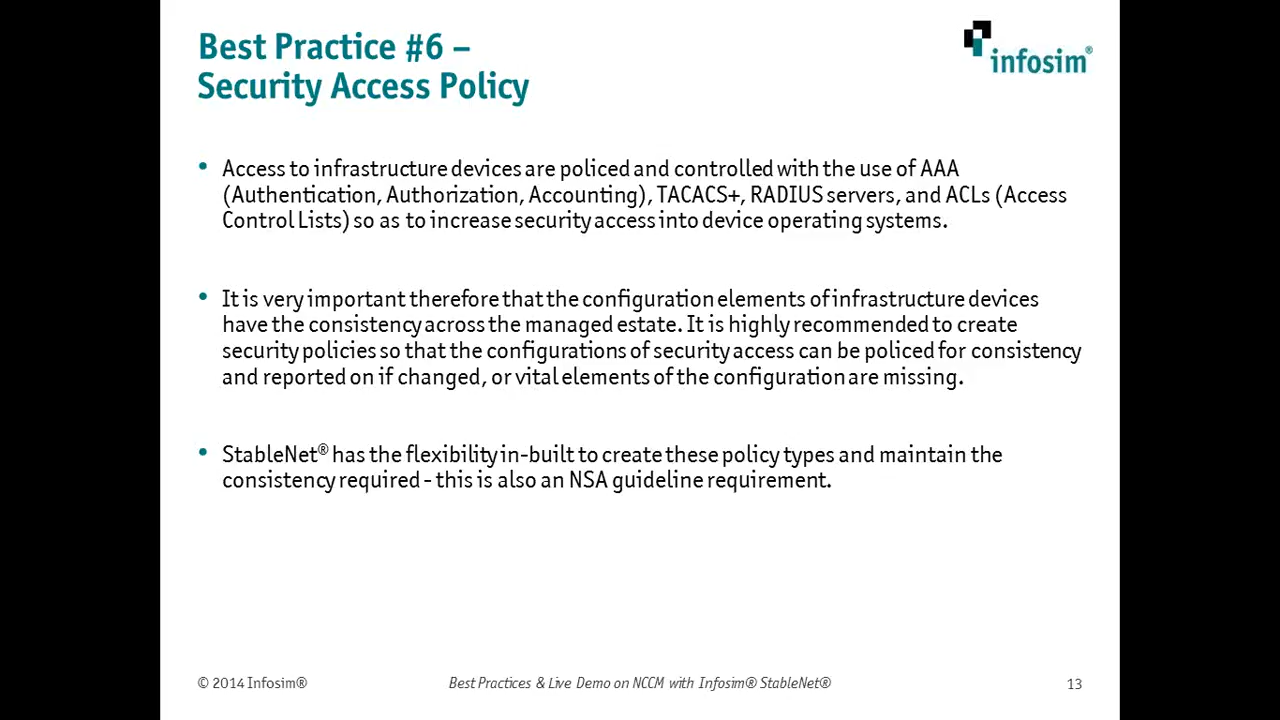 Best Practice #6 –
Security Access Policy
infosim®
• Access to infrastructure devices are policed and controlled with the use of AAA
(Authentication, Authorization, Accounting), TACACS+, RADIUS servers, and ACLs (Access
Control Lists) so as to increase security access into device operating systems.
• It is very important therefore that the configuration elements of infrastructure devices
have the consistency across the managed estate. It is highly recommended to create
security policies so that the configurations of security access can be policed for consistency
and reported on if changed, or vital elements of the configuration are missing.
• StableNet® has the flexibility in-built to create these policy types and maintain the
consistency required - this is also an NSA guideline requirement.
© 2014 Infosim®
Best Practices & Live Demo on NCCM with Infosim® StableNet®
13